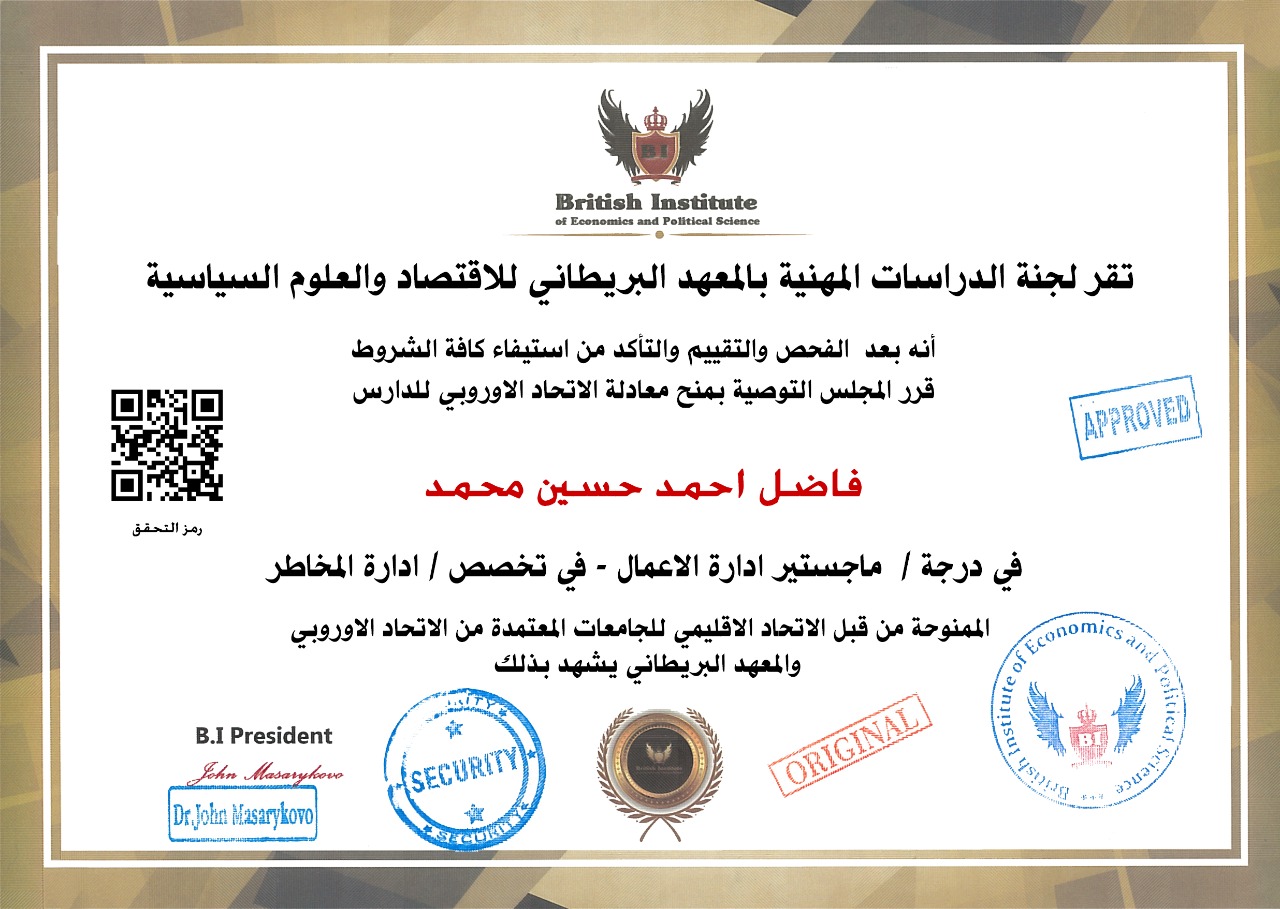 BI
British Institute
of Economics and Political Science
تقر لجنة الدراسات المهنية بالمعهد البريطاني للاقتصاد والعلوم السياسية
أنه بعد الفحص والتقييم والتأكد من استيفاء كافة الشروط
قرر المجلس التوصية بمنح معادلة الاتحاد الاوروبي للدارس
APPROVED
فاضل احمد حسين محمد
رمز التحقق
في درجة / ماجستير ادارة الاعمال - في تخصص / ادارة المخاطر
الممنوحة من قبل الاتحاد الاقليمي للجامعات المعتمدة من الاتحاد الاوروبي
والمعهد البريطاني يشهد بذلك
British Institute of Economics and Political Science
BI
ORIGINAL
British Institute
SECURITY
SECURITY
SECURITY
B.I President
John Masarykovo
Dr.John Masarykovo